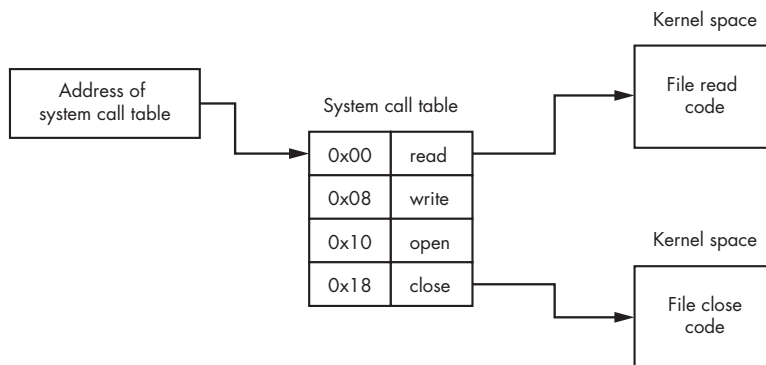 Kernel space
Address of
system call table
File read
code
System call table
0x00 read
0x08 write
0x10 open
0x18 close
Kernel space
File close
code